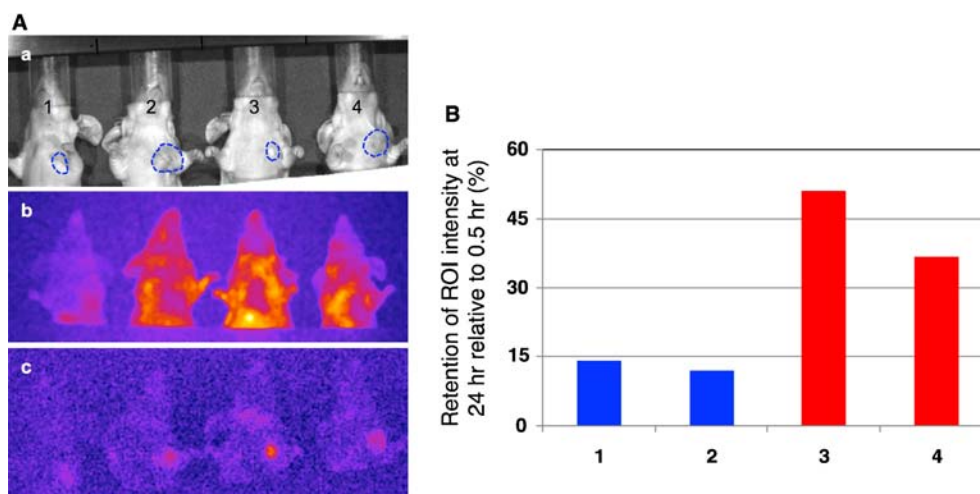 A
a
1 2 3 4
b
c
B
Retention of ROI intensity at
24 hr relative to 0.5 hr (%)
60
45
30
15
0
1 2 3 4